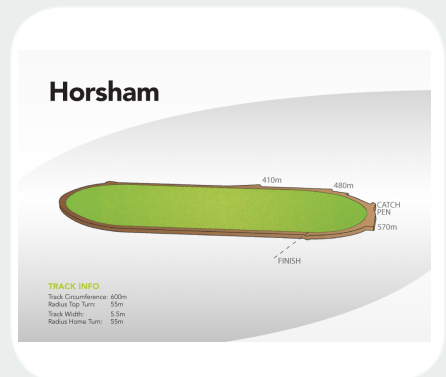 Horsham
410m
480m
CATCH
PEN
570m
FINISH
TRACK INFO
Track Circumference: 600m
Radius Top Turn: 55m
Track Width: 5.5m
Radius Home Turn: 55m